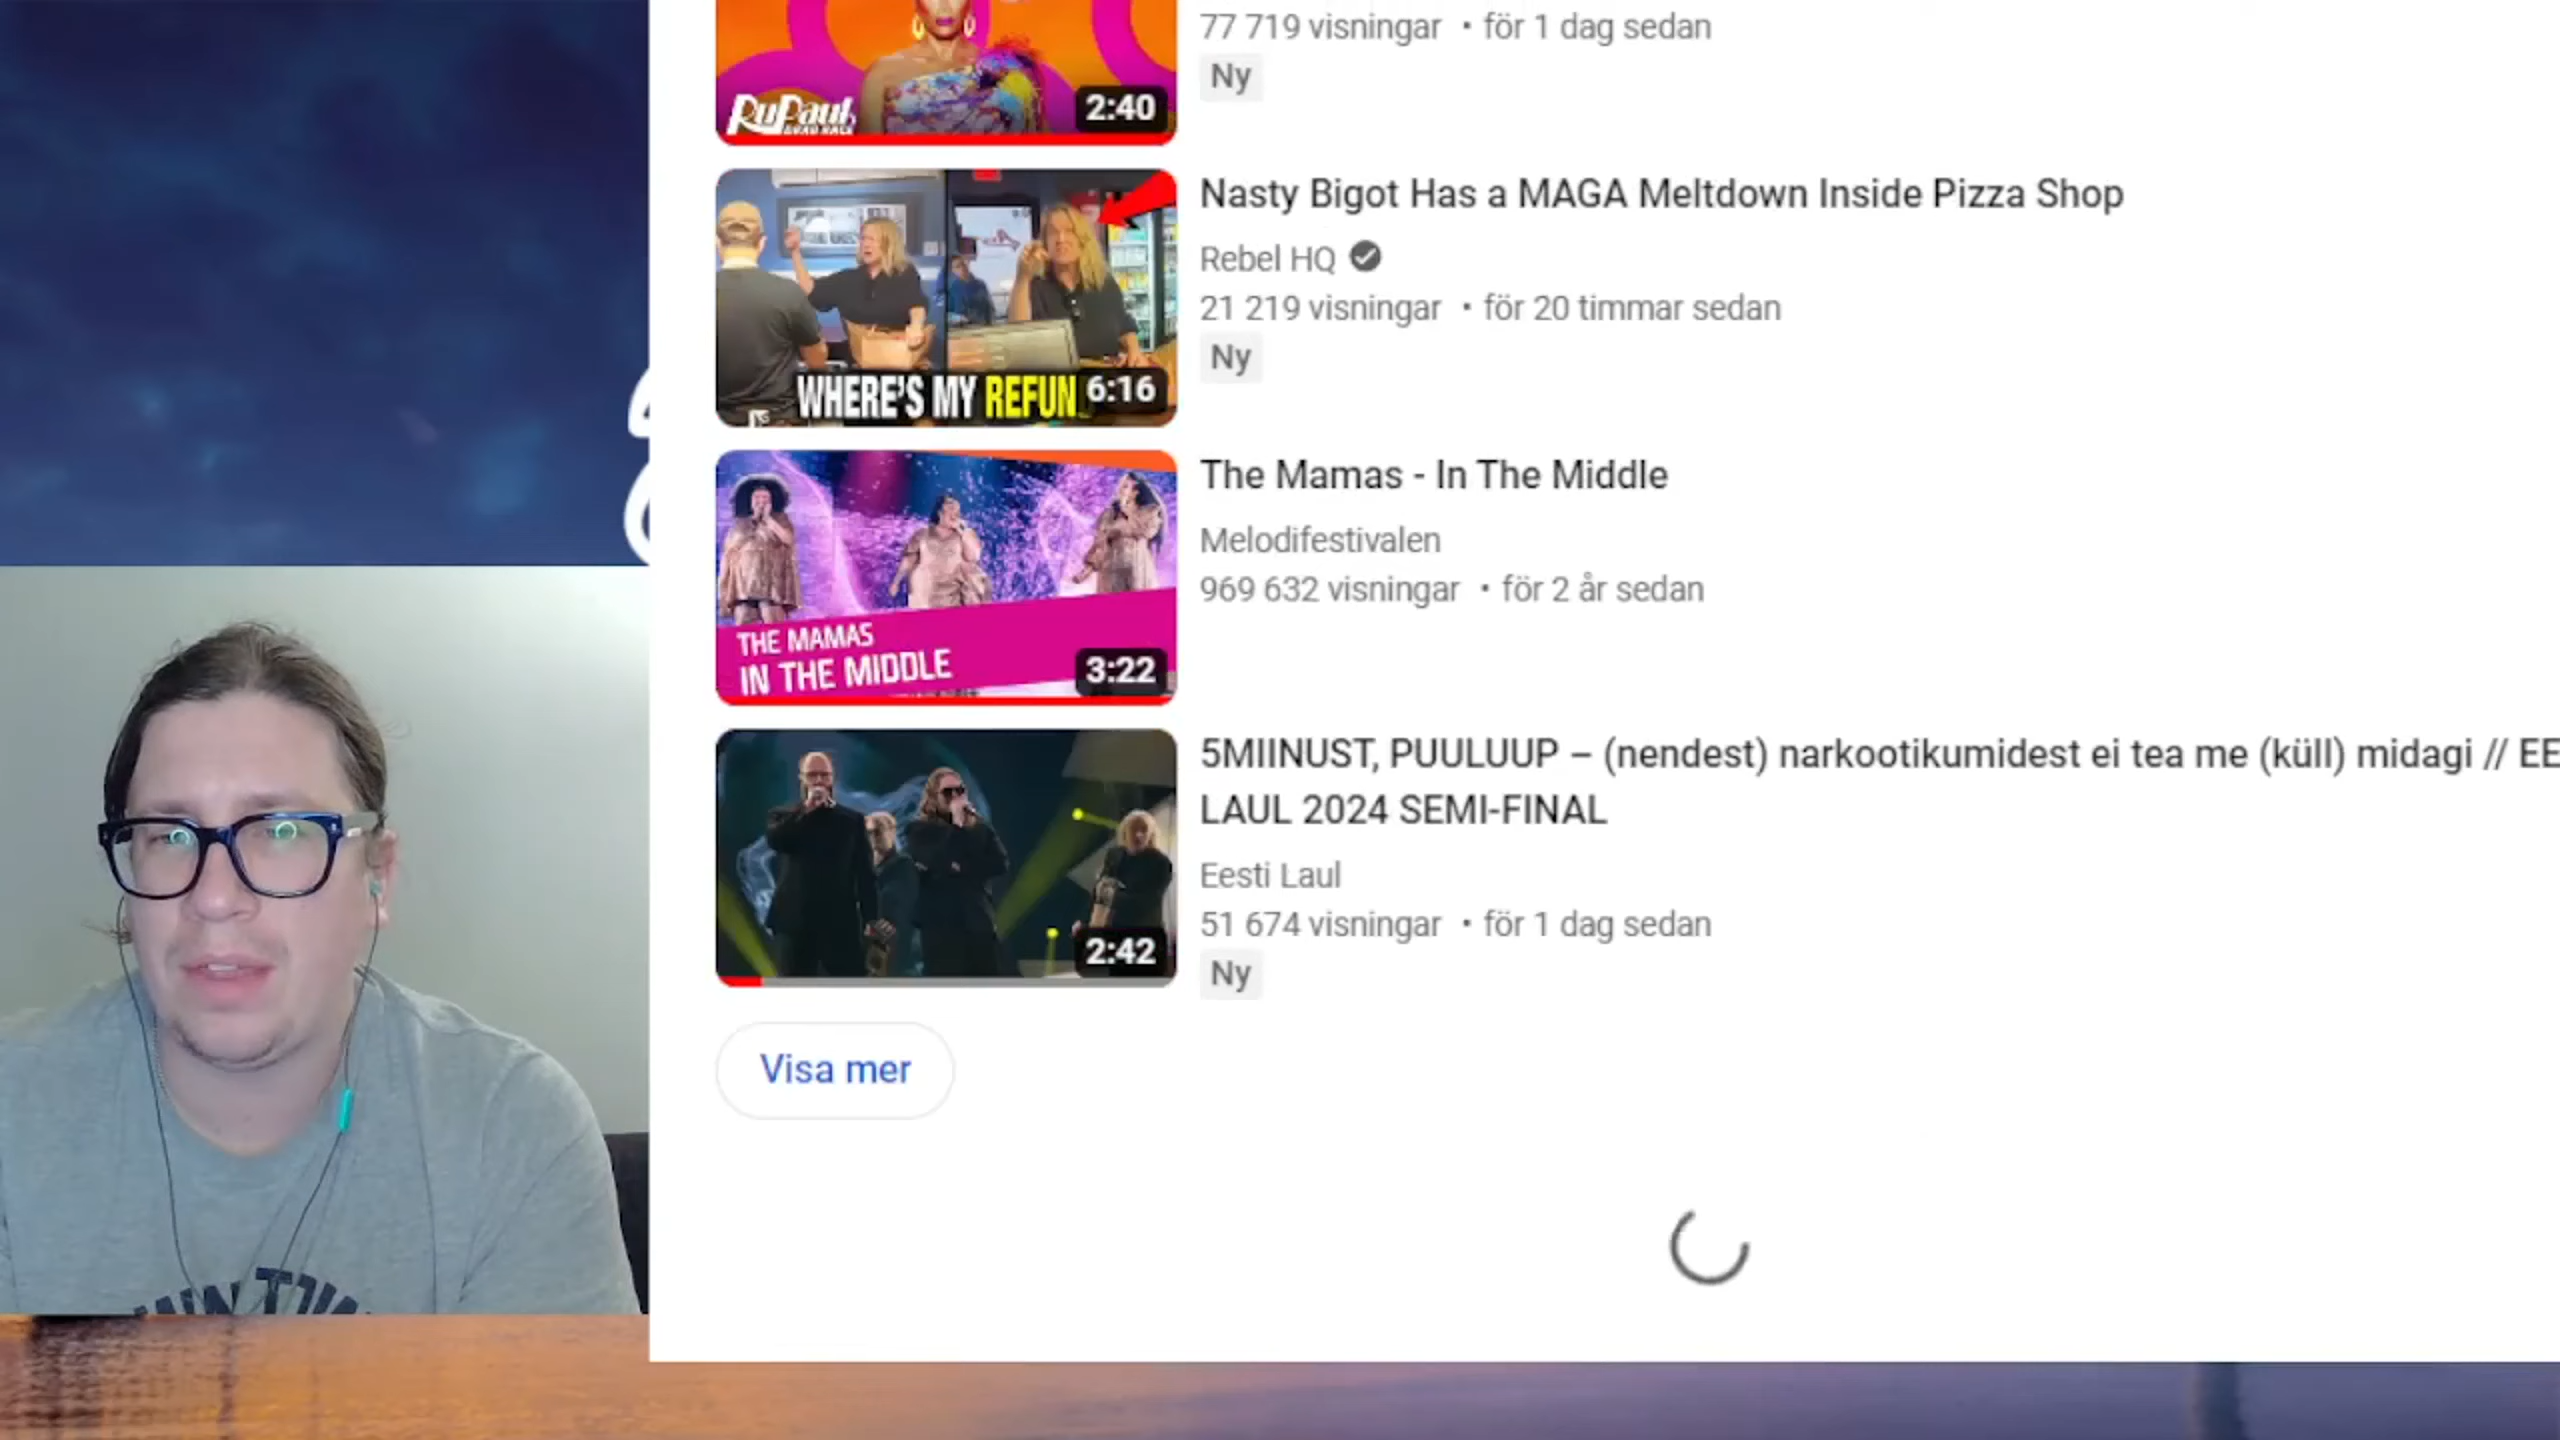 77 719 visningar • för 1 dag sedan
Ny
RuPaul's
DRAG RACE
2:40
Nasty Bigot Has a MAGA Meltdown Inside Pizza Shop
Rebel HQ
21 219 visningar • för 20 timmar sedan
Ny
WHERE'S MY REFUN
6:16
The Mamas - In The Middle
Melodifestivalen
969 632 visningar • för 2 år sedan
THE MAMAS
IN THE MIDDLE
3:22
5MIINUST, PUULUUP – (nendest) narkootikumidest ei tea me (küll) midagi // EE
LAUL 2024 SEMI-FINAL
Eesti Laul
51 674 visningar • för 1 dag sedan
Ny
2:42
Visa mer